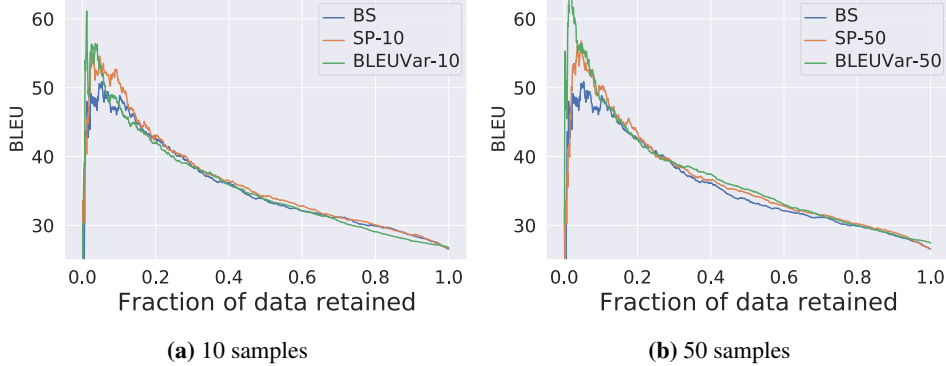 60
50
40
30
BLEU
BS
SP-10
BLEUVar-10
0.0 0.2 0.4 0.6 0.8 1.0
Fraction of data retained
(a) 10 samples
60
50
40
30
BLEU
BS
SP-50
BLEUVar-50
0.0 0.2 0.4 0.6 0.8 1.0
Fraction of data retained
(b) 50 samples